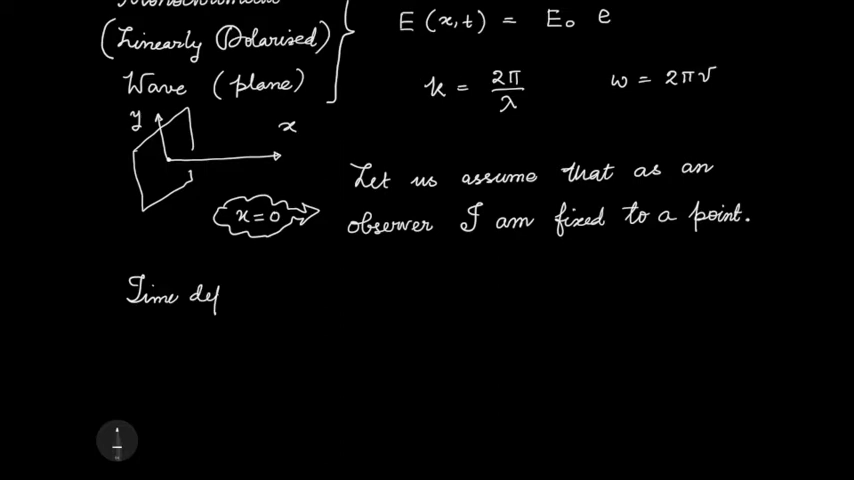 (Linearly Polarised)
Wave (plane)
E (x,t) = E₀ e
k = 2π/λ
ω = 2πν
y
x
x = 0
Let us assume that as an
observer I am fixed to a point.
Time def